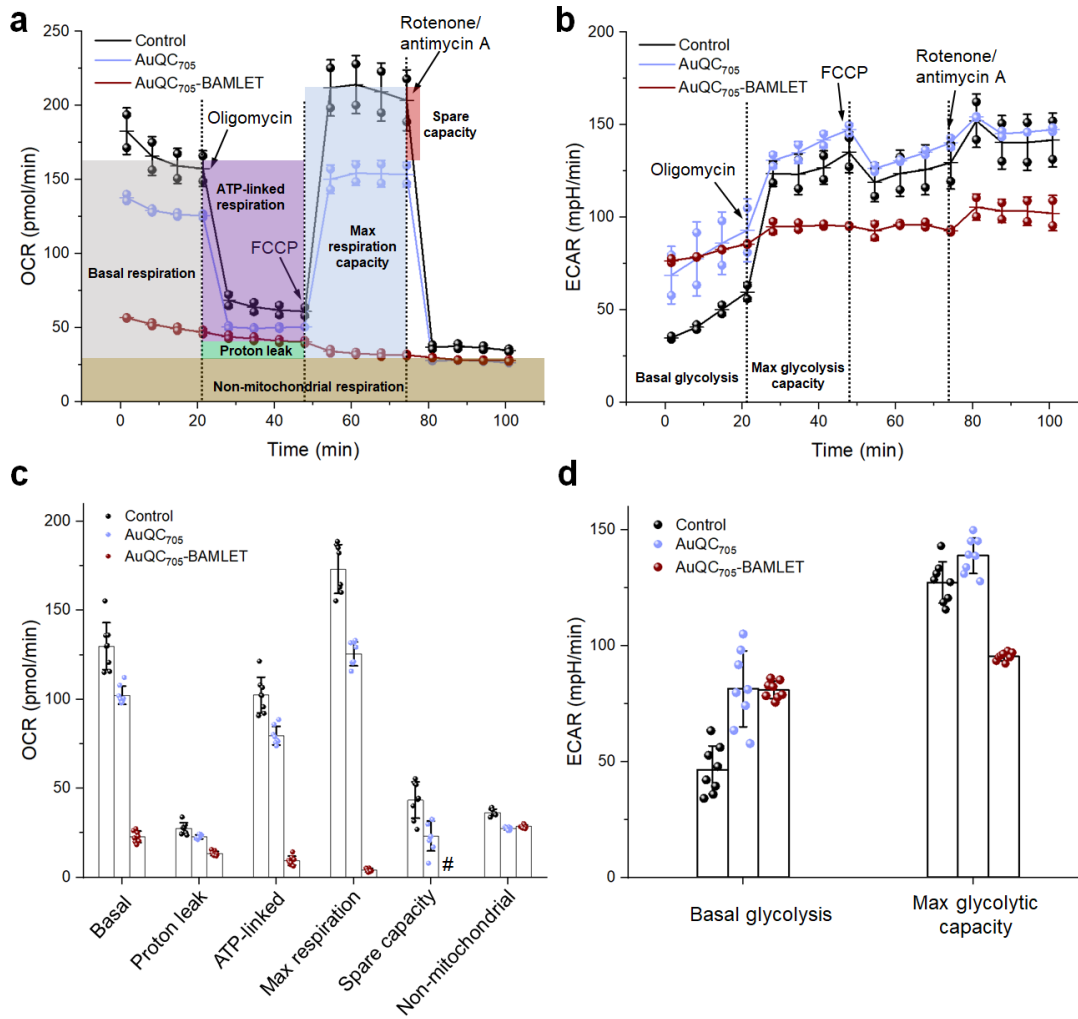 a
Control
AuQC705
AuQC705-BAMLET
Oligomycin
ATP-linked
respiration
FCCP
Basal respiration
Proton leak
Non-mitochondrial respiration
Max
respiration
capacity
Rotenone/
antimycin A
Spare
capacity
250
200
150
100
50
0
OCR (pmol/min)
0 20 40 60 80 100
Time (min)
b
Control
AuQC705
AuQC705-BAMLET
FCCP
Rotenone/
antimycin A
Oligomycin
Basal glycolysis
Max glycolysis
capacity
200
150
100
50
0
ECAR (mpH/min)
0 20 40 60 80 100
Time (min)
c
Control
AuQC705
AuQC705-BAMLET
#
200
150
100
50
0
OCR (pmol/min)
Basal
Proton leak
ATP-linked
Max respiration
Spare capacity
Non-mitochondrial
d
Control
AuQC705
AuQC705-BAMLET
150
100
50
0
ECAR (mpH/min)
Basal glycolysis
Max glycolytic
capacity